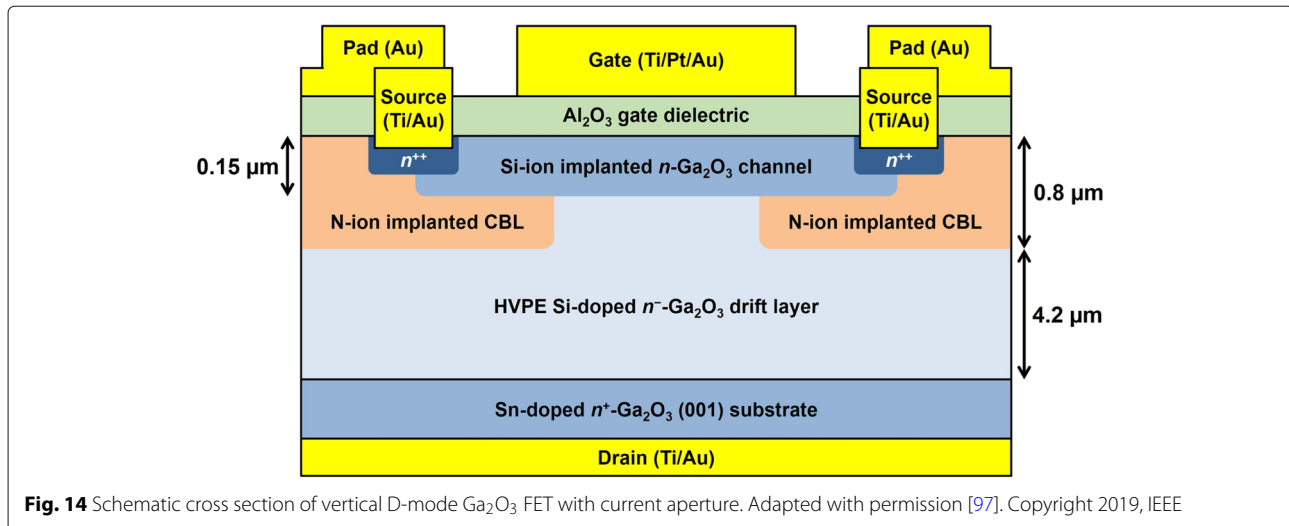 Pad (Au)
Gate (Ti/Pt/Au)
Pad (Au)
Source
(Ti/Au)
Source
(Ti/Au)
Al₂O₃ gate dielectric
0.15 μm
n⁺⁺
Si-ion implanted n-Ga₂O₃ channel
n⁺⁺
0.8 μm
N-ion implanted CBL
N-ion implanted CBL
HVPE Si-doped n⁻-Ga₂O₃ drift layer
4.2 μm
Sn-doped n⁺-Ga₂O₃ (001) substrate
Drain (Ti/Au)
Fig. 14 Schematic cross section of vertical D-mode Ga₂O₃ FET with current aperture. Adapted with permission [97]. Copyright 2019, IEEE